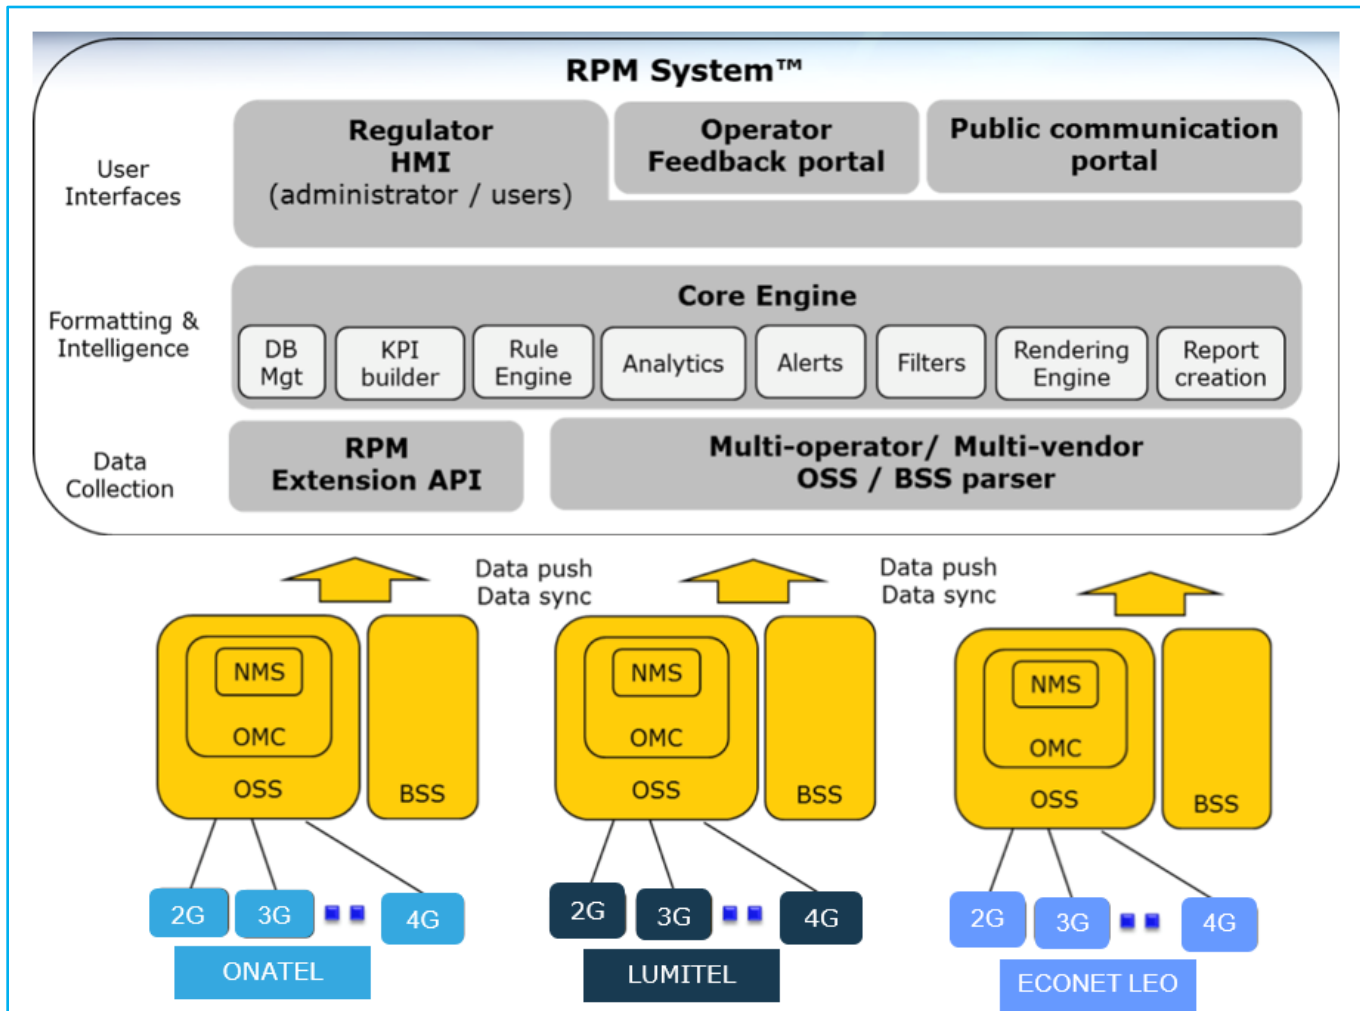 RPM System™
User
Interfaces
Regulator
HMI
(administrator / users)
Operator
Feedback portal
Public communication
portal
Formatting &
Intelligence
Core Engine
DB
Mgt
KPI
builder
Rule
Engine
Analytics
Alerts
Filters
Rendering
Engine
Report
creation
Data
Collection
RPM
Extension API
Multi-operator/ Multi-vendor
OSS / BSS parser
Data push
Data sync
Data push
Data sync
NMS
OMC
OSS
BSS
NMS
OMC
OSS
BSS
NMS
OMC
OSS
BSS
2G
3G
4G
ONATEL
2G
3G
4G
LUMITEL
2G
3G
4G
ECONET LEO